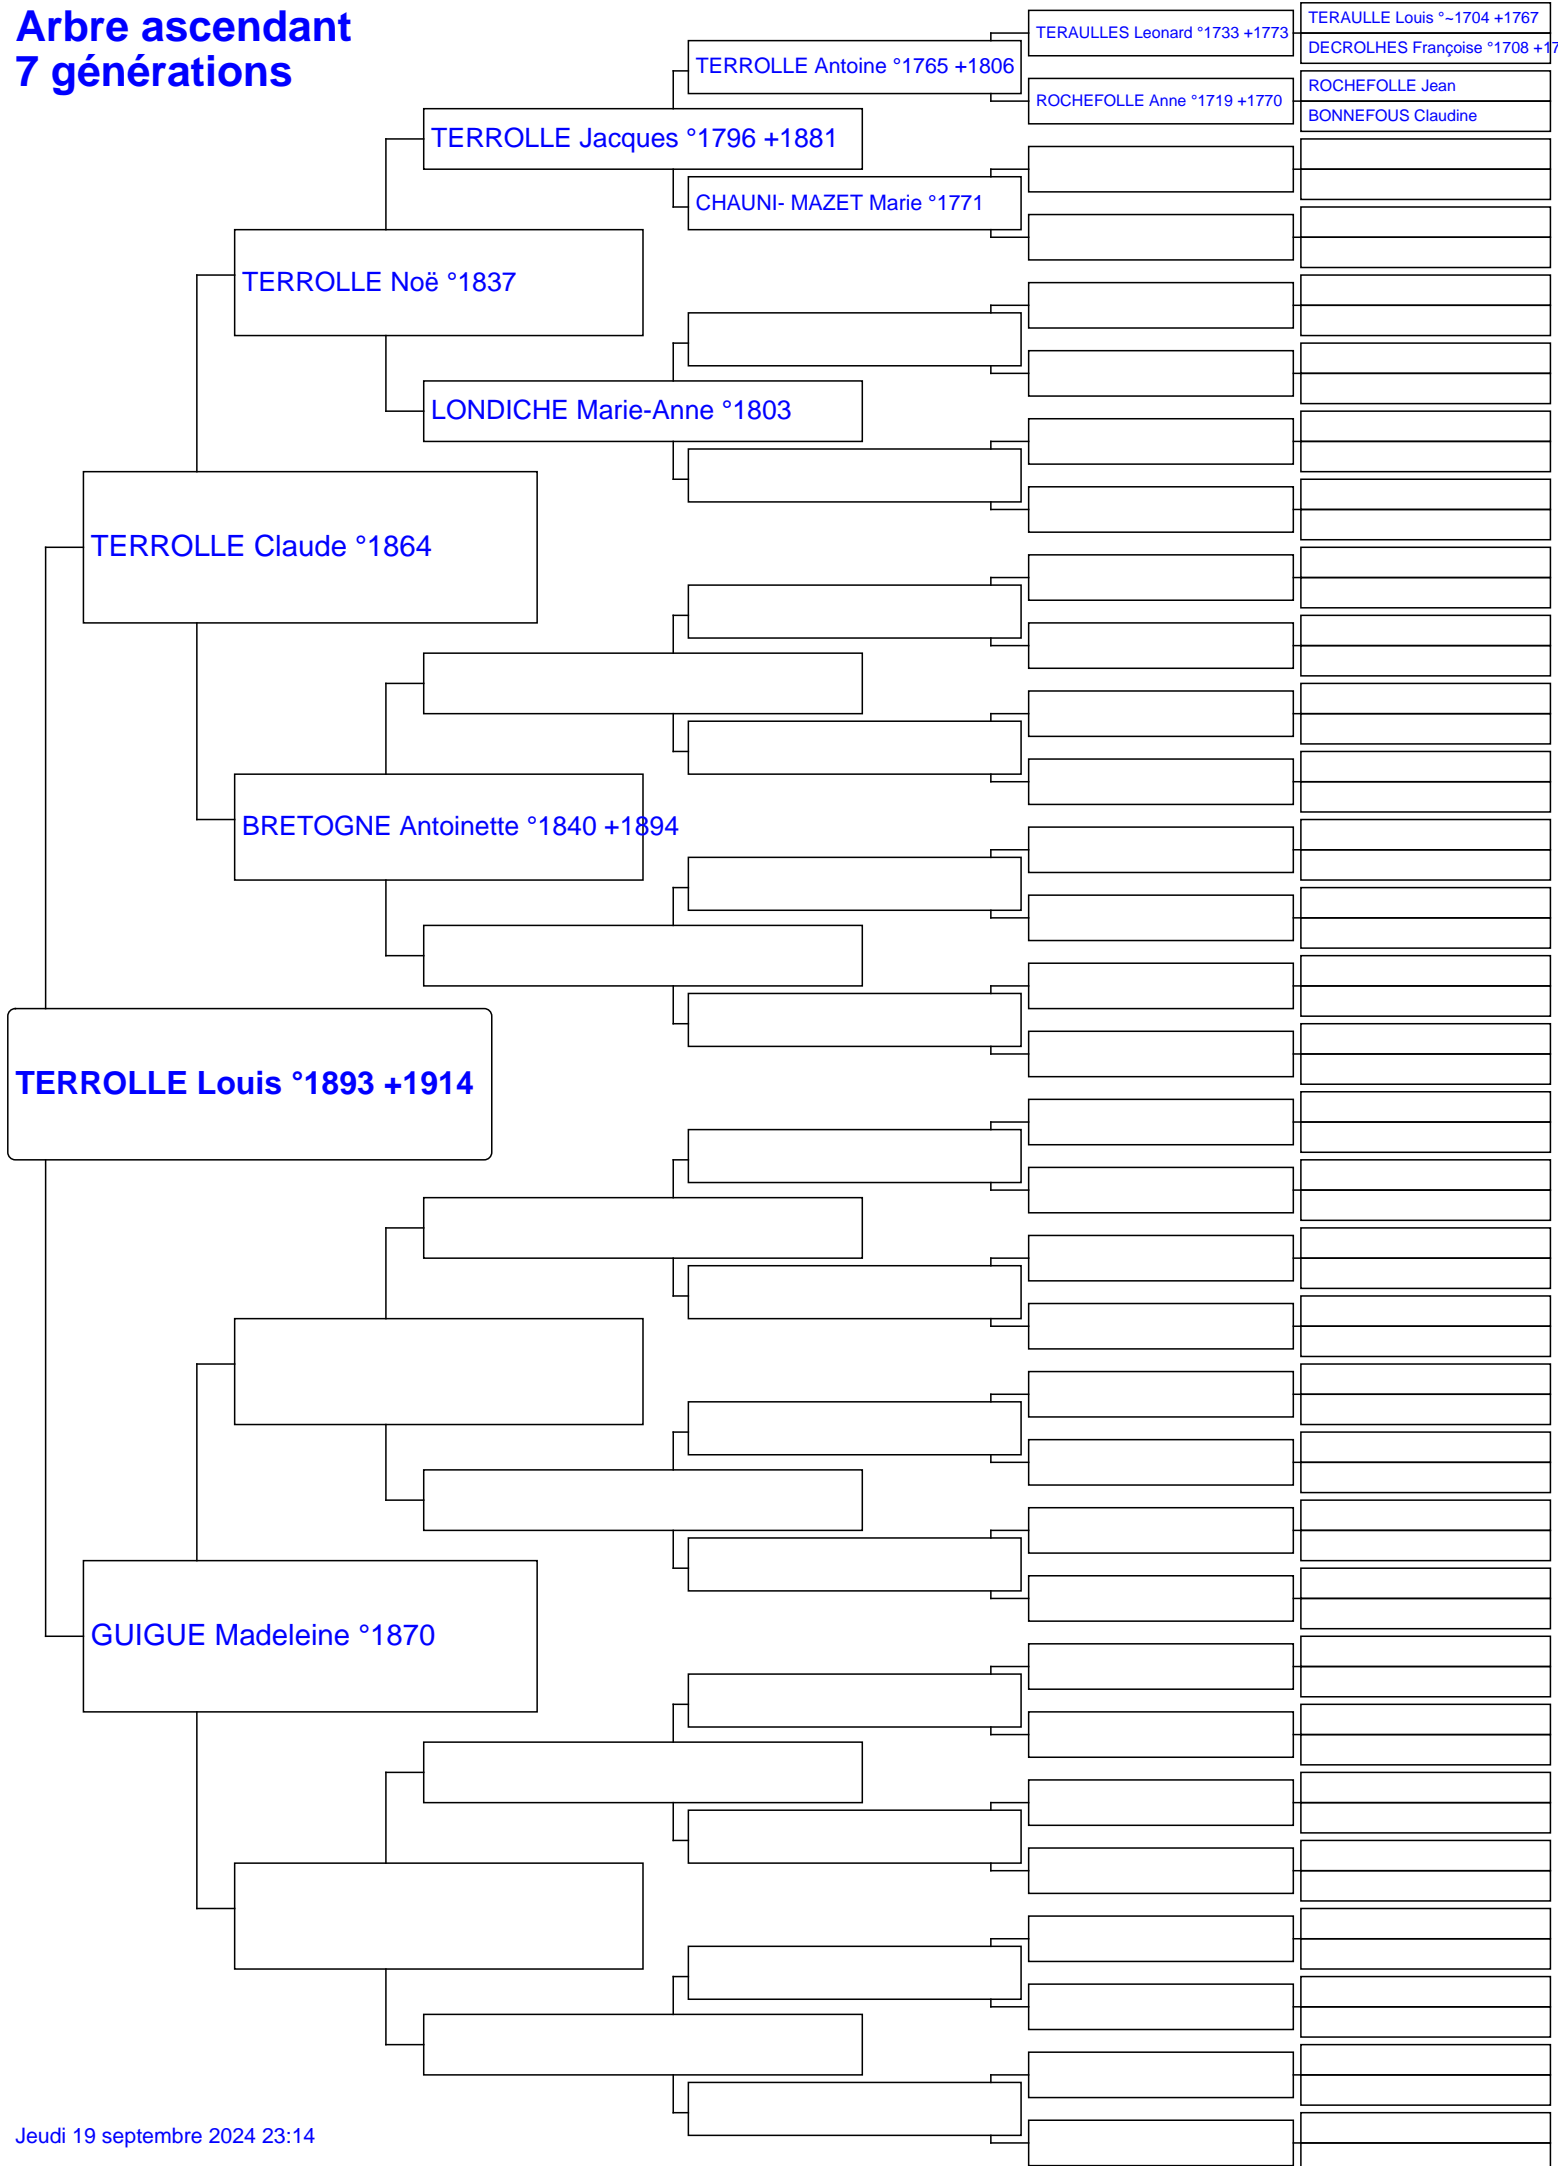 Arbre ascendant
7 générations
TERAULLE Louis °~1704 +1767
TERAULLES Leonard °1733 +1773
DECROLHES Françoise °1708 +17
TERROLLE Antoine °1765 +1806
ROCHEFOLLE Jean
ROCHEFOLLE Anne °1719 +1770
BONNEFOUS Claudine
TERROLLE Jacques °1796 +1881
CHAUNI- MAZET Marie °1771
TERROLLE Noë °1837
LONDICHE Marie-Anne °1803
TERROLLE Claude °1864
BRETOGNE Antoinette °1840 +1894
TERROLLE Louis °1893 +1914
GUIGUE Madeleine °1870
Jeudi 19 septembre 2024 23:14